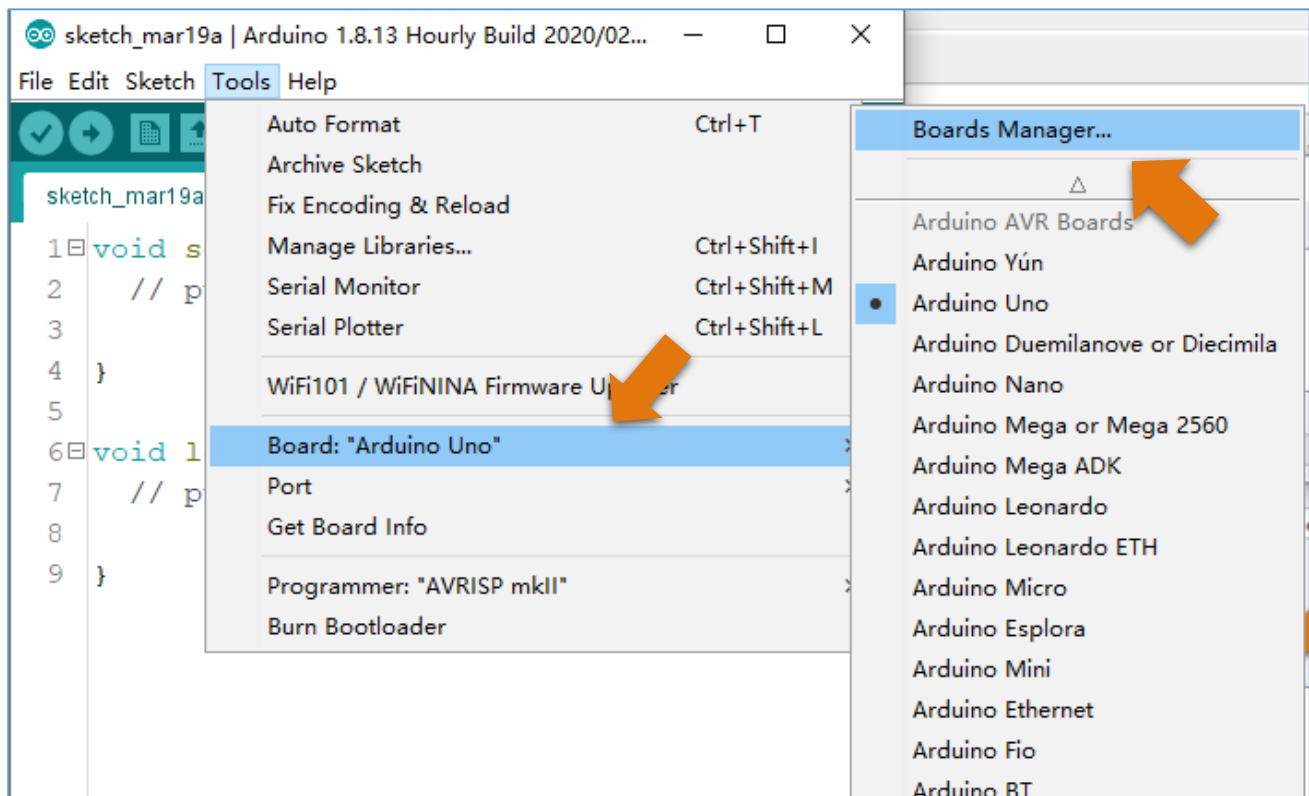 sketch_mar19a | Arduino 1.8.13 Hourly Build 2020/02...
File Edit Sketch Tools Help
sketch_mar19a
1 void s
2 // p
3
4 }
5
6 void l
7 // p
8
9 }
Auto Format Ctrl+T
Archive Sketch
Fix Encoding & Reload
Manage Libraries... Ctrl+Shift+I
Serial Monitor Ctrl+Shift+M
Serial Plotter Ctrl+Shift+L
WiFi101 / WiFiNINA Firmware
Board: "Arduino Uno"
Port
Get Board Info
Programmer: "AVRISP mkII"
Burn Bootloader
Boards Manager...
Arduino AVR Boards
Arduino Yún
Arduino Uno
Arduino Duemilanove or Diecimila
Arduino Nano
Arduino Mega or Mega 2560
Arduino Mega ADK
Arduino Leonardo
Arduino Leonardo ETH
Arduino Micro
Arduino Esplora
Arduino Mini
Arduino Ethernet
Arduino Fio
Arduino BT